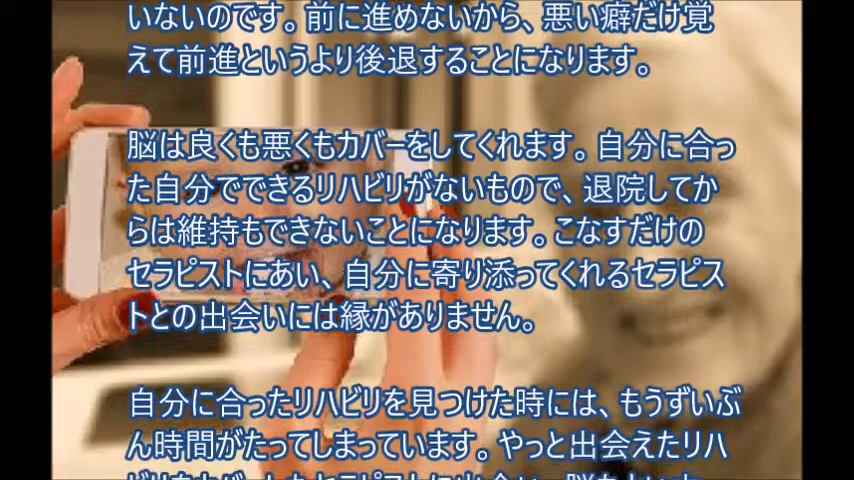 いないのです。前に進めないから、悪い癖だけ覚
えて前進というより後退することになります。
脳は良くも悪くもカバーをしてくれます。自分に合っ
た自分でできるリハビリがないもので、退院してか
らは維持もできないことになります。こなすだけの
セラピストにあい、自分に寄り添ってくれるセラピス
トとの出会いには縁がありません。
自分に合ったリハビリを見つけた時には、もうずいぶ
ん時間がたってしまっています。やっと出会えたリハ